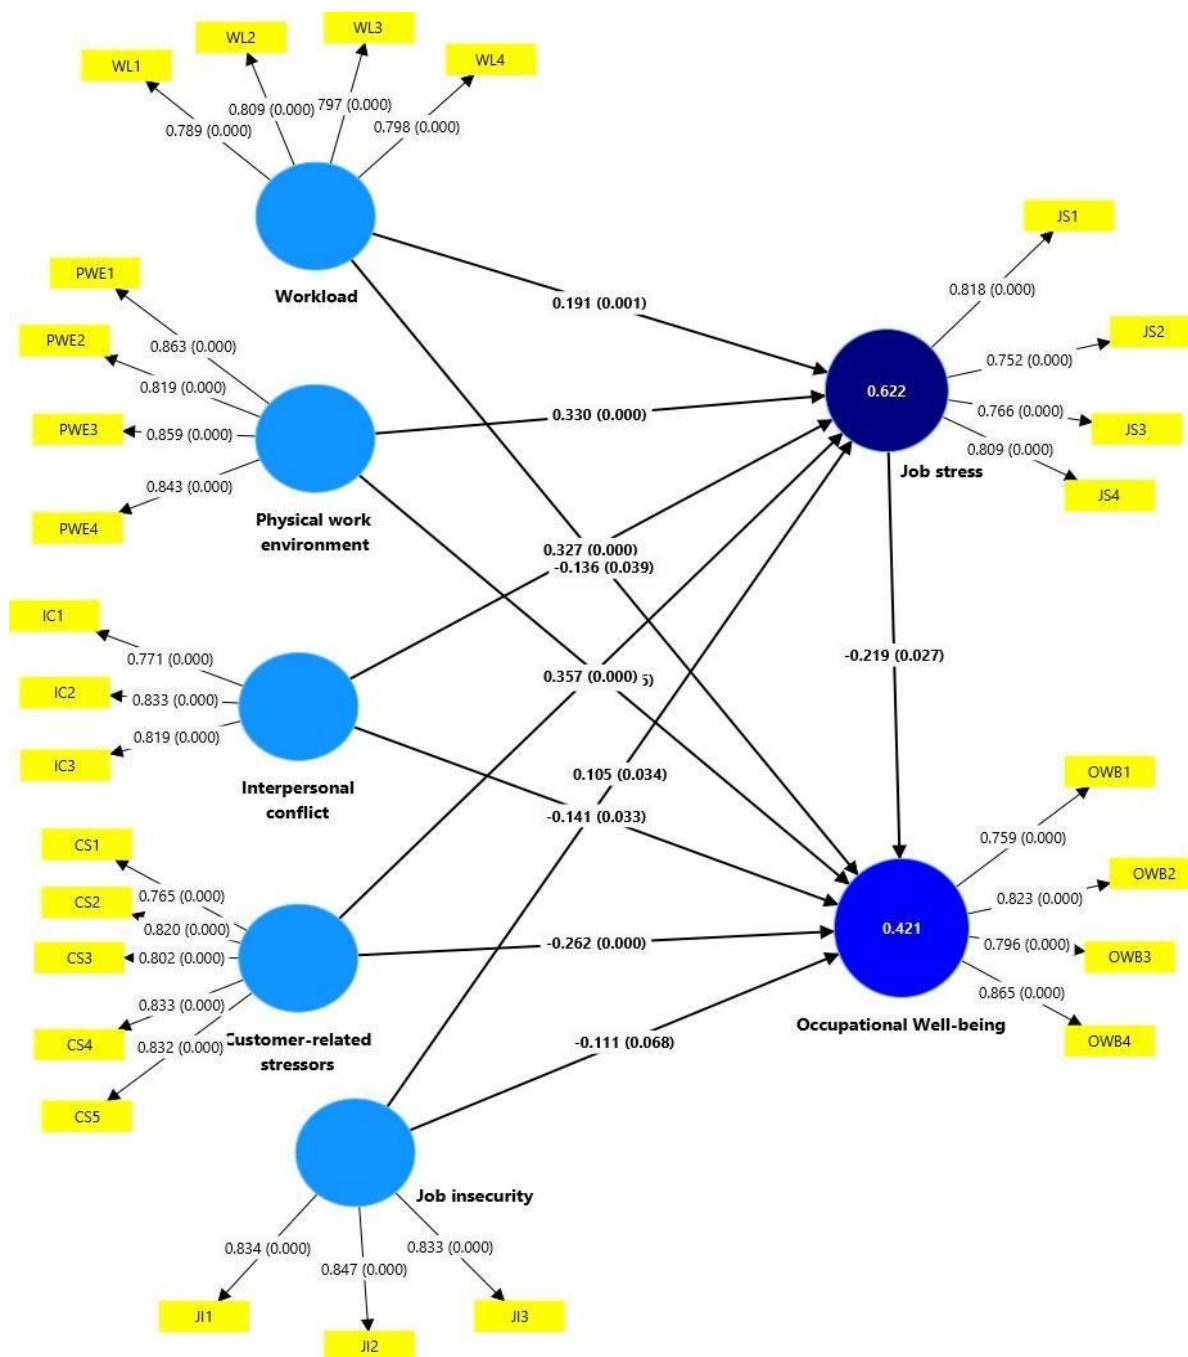 WL3
WL2
WL4
WL1
0.809 (0.000)
797 (0.000)
0.798 (0.000)
0.789 (0.000)
Workload
JS1
PWE1
0.818 (0.000)
0.191 (0.001)
JS2
PWE2
0.863 (0.000)
0.752 (0.000)
0.819 (0.000)
0.622
0.330 (0.000)
0.766 (0.000)
PWE3
0.859 (0.000)
JS3
0.809 (0.000)
Job stress
0.843 (0.000)
JS4
PWE4
Physical work
environment
0.327 (0.000)
-0.136 (0.039)
IC1
0.771 (0.000)
-0.219 (0.027)
0.357 (0.000)
5)
IC2
0.833 (0.000)
0.819 (0.000)
IC3
0.105 (0.034)
OWB1
Interpersonal
conflict
-0.141 (0.033)
0.759 (0.000)
CS1
OWB2
0.765 (0.000)
0.823 (0.000)
CS2
0.820 (0.000)
0.421
-0.262 (0.000)
0.796 (0.000)
CS3
0.802 (0.000)
OWB3
0.865 (0.000)
0.833 (0.000)
Occupational Well-being
OWB4
CS4
0.832 (0.000)
Customer-related
stressors
-0.111 (0.068)
CS5
Job insecurity
0.834 (0.000)
0.833 (0.000)
0.847 (0.000)
JI1
JI3
JI2